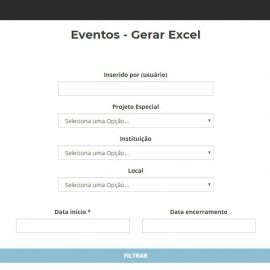 Eventos - Gerar Excel
Inserido por (usuário)
Projeto Especial
Seleciona uma Opção...
Instituição
Seleciona uma Opção...
Local
Seleciona uma Opção...
Data início * Data encerramento
FILTRAR